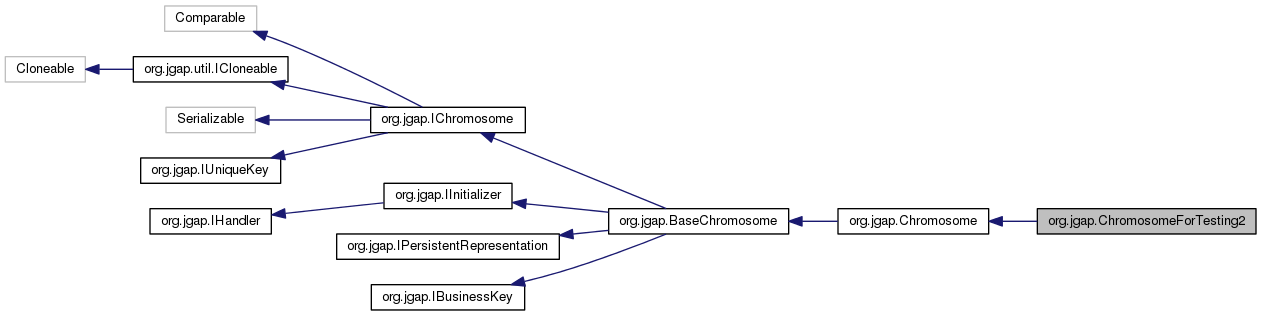 Comparable
Cloneable
org.jgap.util.ICloneable
Serializable
org.jgap.IChromosome
org.jgap.IUniqueKey
org.jgap.IInitializer
org.jgap.IHandler
org.jgap.BaseChromosome
org.jgap.Chromosome
org.jgap.ChromosomeForTesting2
org.jgap.IPersistentRepresentation
org.jgap.IBusinessKey